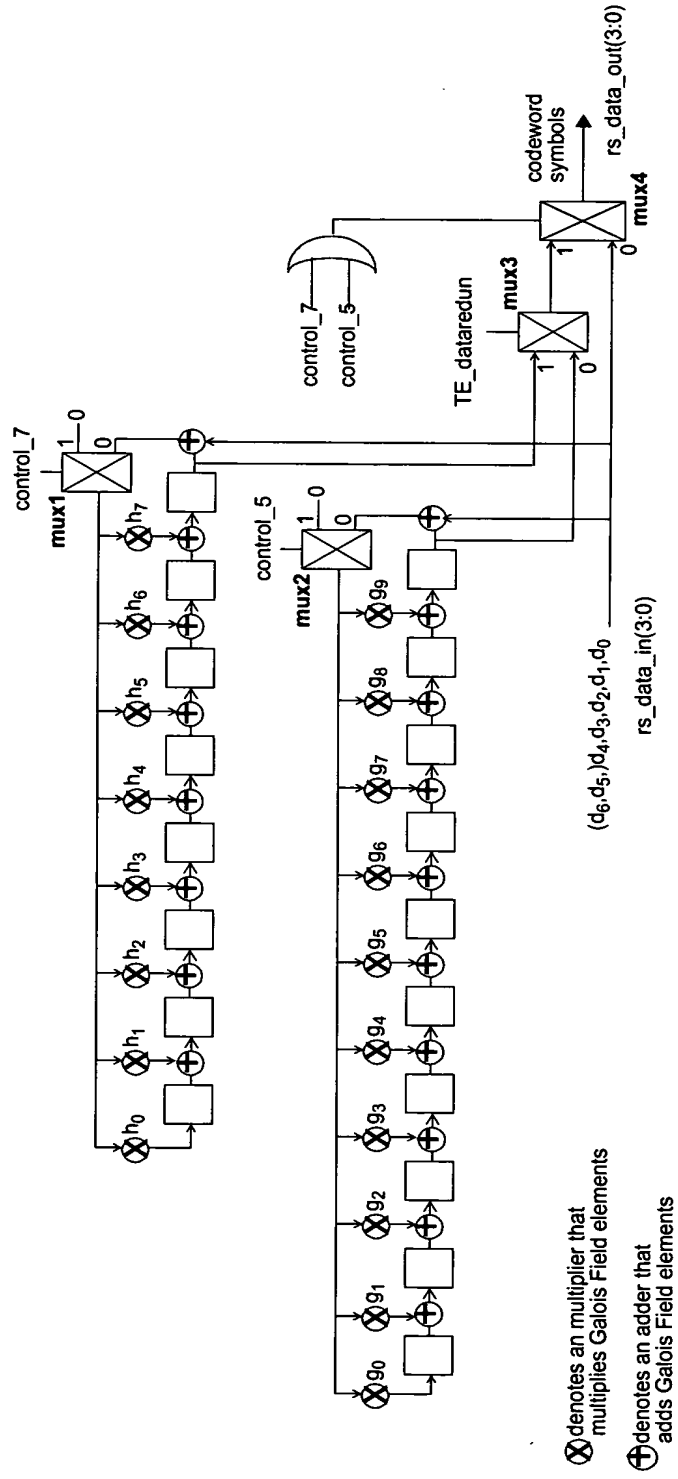 control_7
1
0
0
mux1
h0
h1
h2
h3
h4
h5
h6
h7
control_5
1
0
0
mux2
g0
g1
g2
g3
g4
g5
g6
g7
g8
g9
control_7
control_5
TE_dataredun
mux3
1
0
1
0
mux4
codeword
symbols
rs_data_out(3:0)
(d6,d5,)d4,d3,d2,d1,d0
rs_data_in(3:0)
denotes an multiplier that
multiplies Galois Field elements
denotes an adder that
adds Galois Field elements